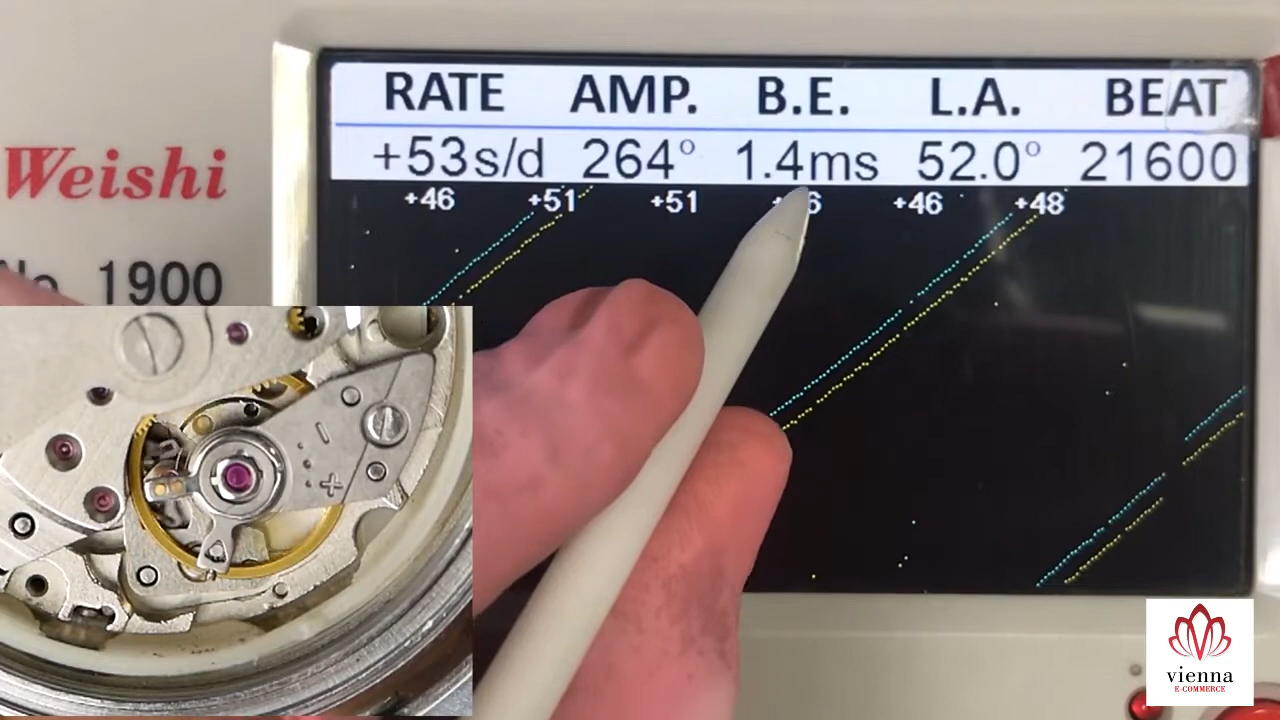 RATE AMP. B.E. L.A. BEAT
+53s/d 264° 1.4ms 52.0° 21600
+46 +51 +51 +46 +48
Weishi
No 1900
vienna
E-COMMERCE